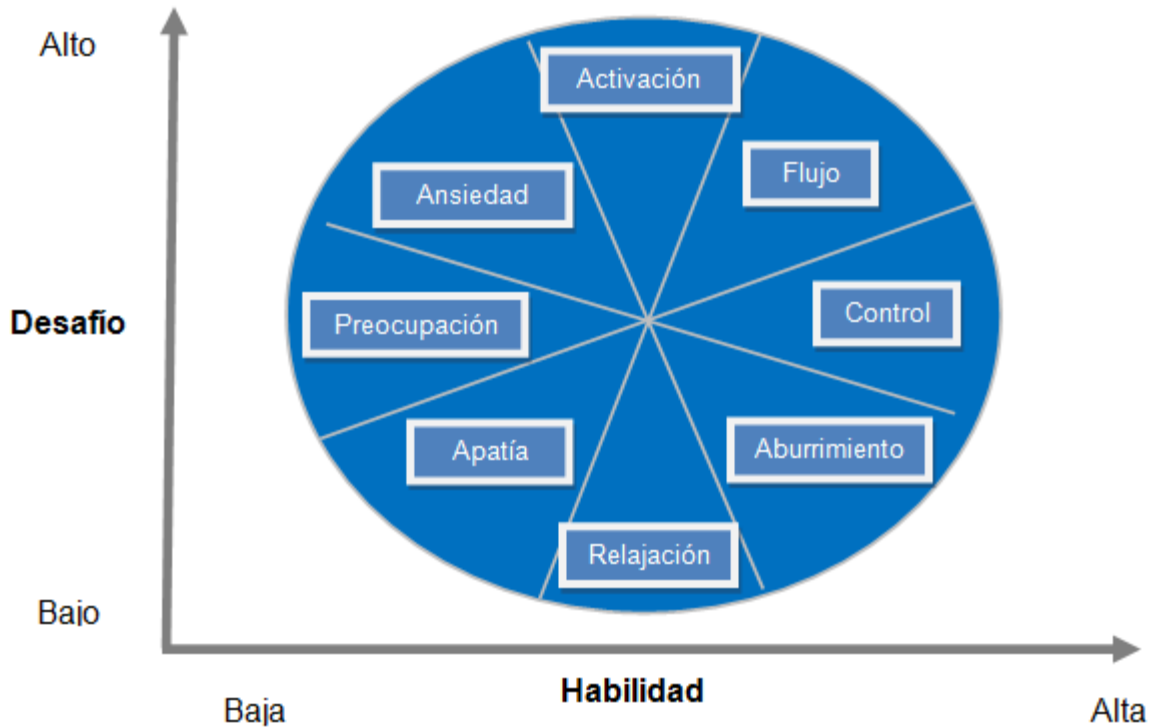 Alto
Activación
Flujo
Ansiedad
Desafío
Preocupación
Control
Apatía
Aburrimiento
Relajación
Bajo
Habilidad
Baja
Alta